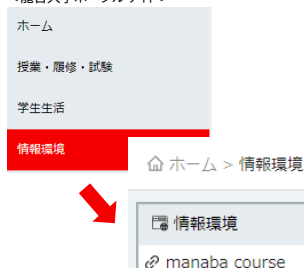 ホーム
授業・履修・試験
学生生活
情報環境
ホーム > 情報環境
情報環境
manaba course